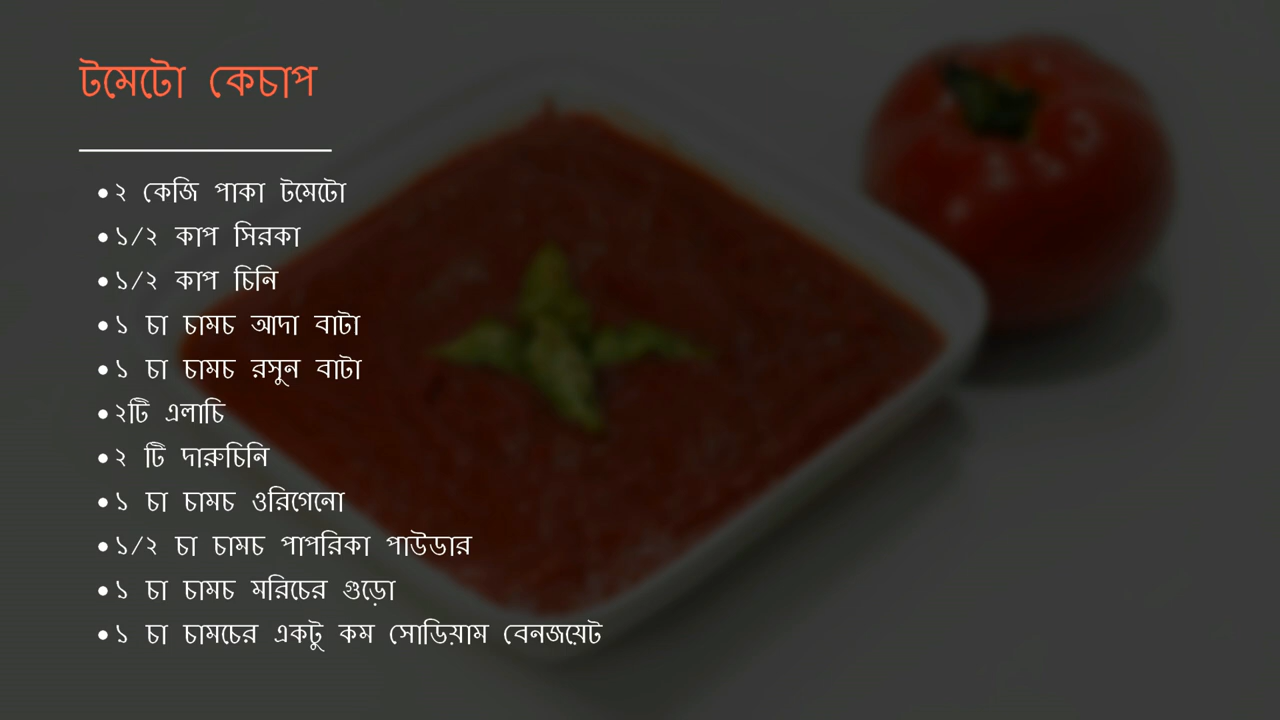 টমেটো কেচাপ
•২ কেজি পাকা টমেটো
•১/২ কাপ সিরকা
•১/২ কাপ চিনি
•১ চা চামচ আদা বাটা
•১ চা চামচ রসুন বাটা
•২টি এলাচি
•২ টি দারুচিনি
•১ চা চামচ ওরিগেনো
•১/২ চা চামচ পাপরিকা পাউডার
•১ চা চামচ মরিচের গুড়ো
•১ চা চামচের একটু কম সোডিয়াম বেনজয়েট